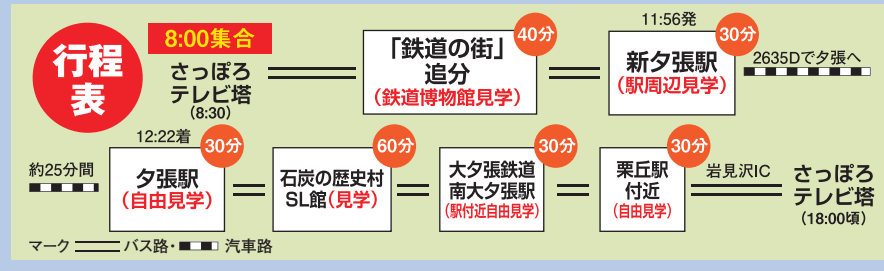 行程
表
8:00集合
さっぽろ
テレビ塔
(8:30)
40分
「鉄道の街」
追分
(鉄道博物館見学)
11:56発
30分
新夕張駅
(駅周辺見学)
2635Dで夕張へ
約25分間
12:22着
30分
夕張駅
(自由見学)
60分
石炭の歴史村
SL館(見学)
30分
大夕張鉄道
南大夕張駅
(駅付近自由見学)
30分
栗丘駅
付近
(自由見学)
岩見沢IC
さっぽろ
テレビ塔
(18:00頃)
マーク バス路・ 汽車路